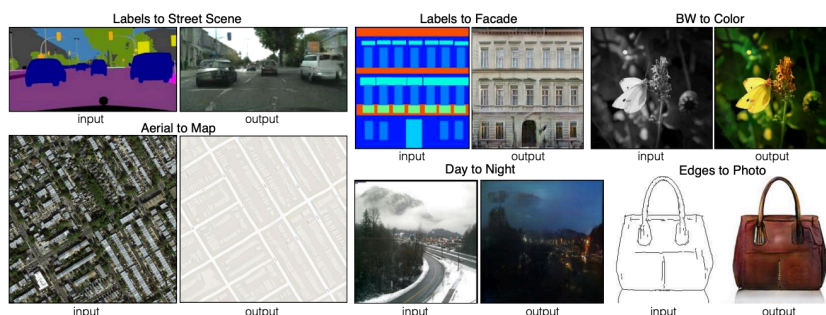 Labels to Street Scene
input
output
Labels to Facade
input
output
BW to Color
input
output
Aerial to Map
input
output
Day to Night
input
output
Edges to Photo
input
output